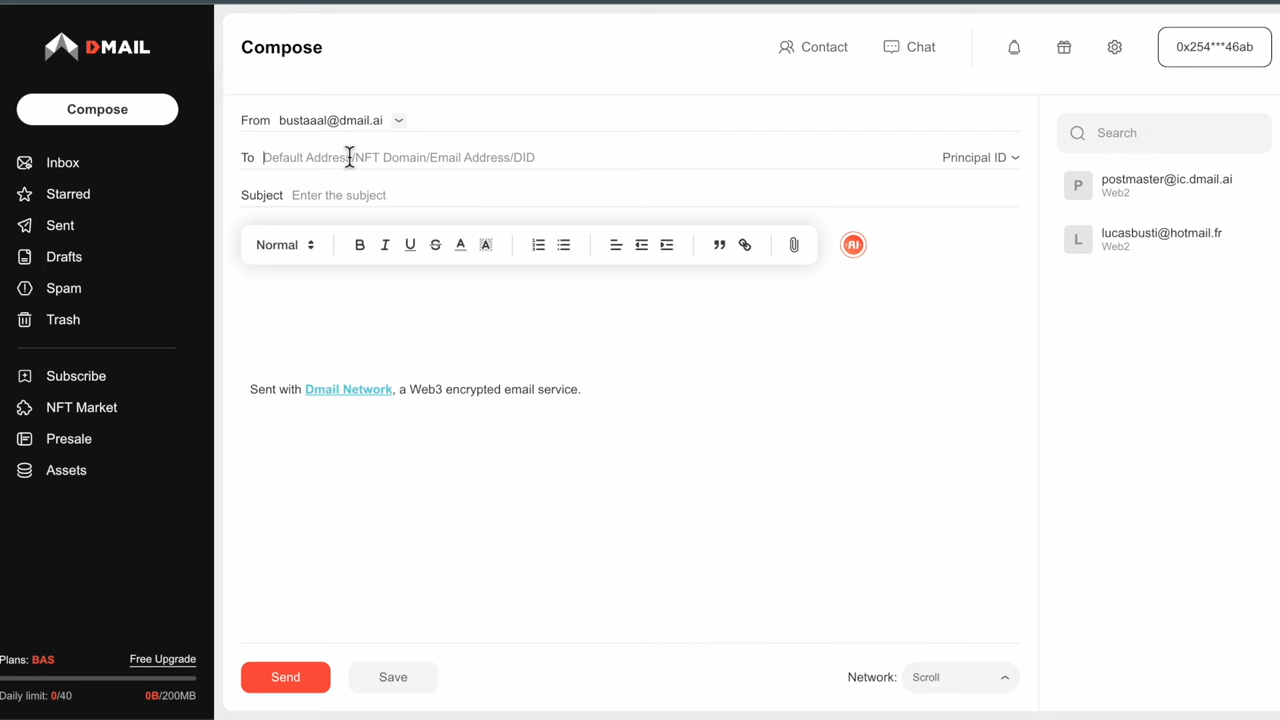 DMAIL
Compose
Inbox
Starred
Sent
Drafts
Spam
Trash
Subscribe
NFT Market
Presale
Assets
Plans: BAS
Free Upgrade
Daily limit: 0/40
0B/200MB
Compose
Contact
Chat
0x254***46ab
From bustaaal@dmail.ai
To Default Address/NFT Domain/Email Address/DID
Principal ID
Subject Enter the subject
Normal
B I U S A A
AI
Sent with Dmail Network, a Web3 encrypted email service.
Send
Save
Network: Scroll
Search
P
postmaster@ic.dmail.ai
Web2
L
lucasbusti@hotmail.fr
Web2